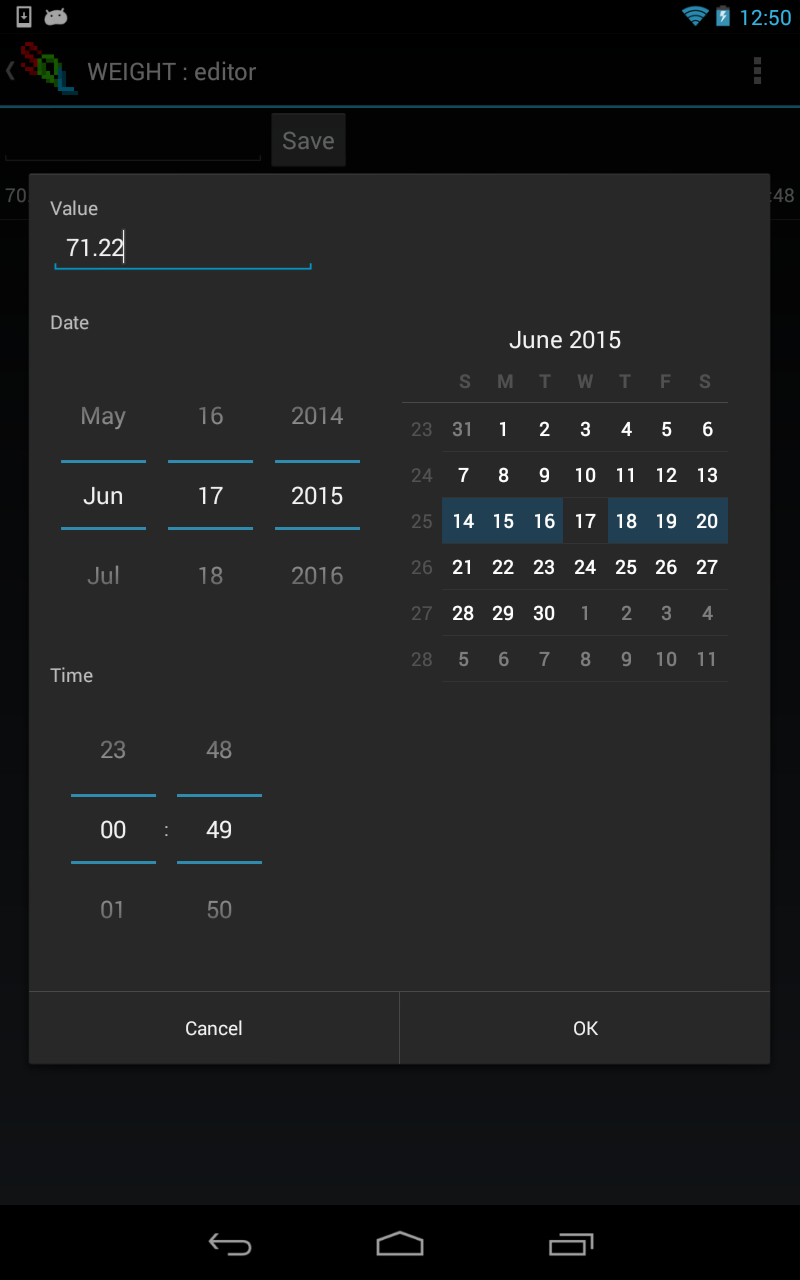 12:50
WEIGHT : editor
Save
70. :48
Value
71.22
Date
June 2015
S M T W T F S
May 16 2014
23 31 1 2 3 4 5 6
24 7 8 9 10 11 12 13
Jun 17 2015
25 14 15 16 17 18 19 20
Jul 18 2016
26 21 22 23 24 25 26 27
27 28 29 30 1 2 3 4
28 5 6 7 8 9 10 11
Time
23 48
00 : 49
01 50
Cancel OK